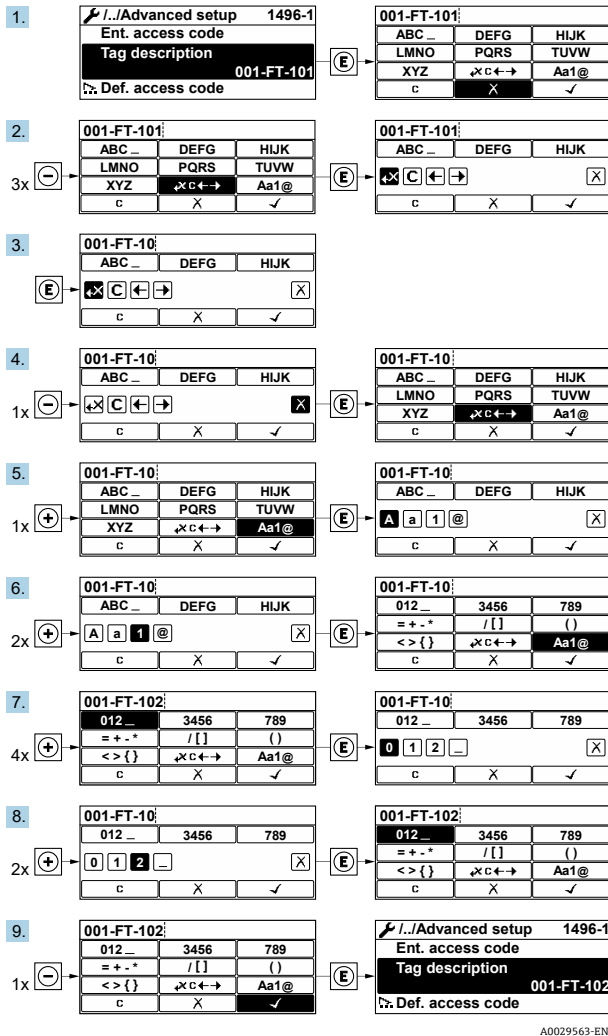 1.
/../Advanced setup 1496-1
Ent. access code
Tag description
001-FT-101
Def. access code
E
001-FT-101
ABC _ DEFG HIJK
LMNO PQRS TUVW
XYZ C←→ Aa1@
C X ✓
2.
3x −
001-FT-101
ABC _ DEFG HIJK
LMNO PQRS TUVW
XYZ C←→ Aa1@
C X ✓
E
001-FT-101
ABC _ DEFG HIJK
C ← → X
C X ✓
3.
E
001-FT-10
ABC _ DEFG HIJK
C ← → X
C X ✓
4.
1x −
001-FT-10
ABC _ DEFG HIJK
C ← → X
C X ✓
E
001-FT-10
ABC _ DEFG HIJK
LMNO PQRS TUVW
XYZ C←→ Aa1@
C X ✓
5.
1x +
001-FT-10
ABC _ DEFG HIJK
LMNO PQRS TUVW
XYZ C←→ Aa1@
C X ✓
E
001-FT-10
ABC _ DEFG HIJK
A a 1 @ X
C X ✓
6.
2x +
001-FT-10
ABC _ DEFG HIJK
A a 1 @ X
C X ✓
E
001-FT-10
012 _ 3456 789
= + - * / [ ] ( )
< > { } C←→ Aa1@
C X ✓
7.
4x +
001-FT-102
012 _ 3456 789
= + - * / [ ] ( )
< > { } C←→ Aa1@
C X ✓
E
001-FT-10
012 _ 3456 789
0 1 2 _ X
C X ✓
8.
2x +
001-FT-10
012 _ 3456 789
0 1 2 _ X
C X ✓
E
001-FT-102
012 _ 3456 789
= + - * / [ ] ( )
< > { } C←→ Aa1@
C X ✓
9.
1x −
001-FT-102
012 _ 3456 789
= + - * / [ ] ( )
< > { } C←→ Aa1@
C X ✓
E
/../Advanced setup 1496-1
Ent. access code
Tag description
001-FT-102
Def. access code
A0029563-EN